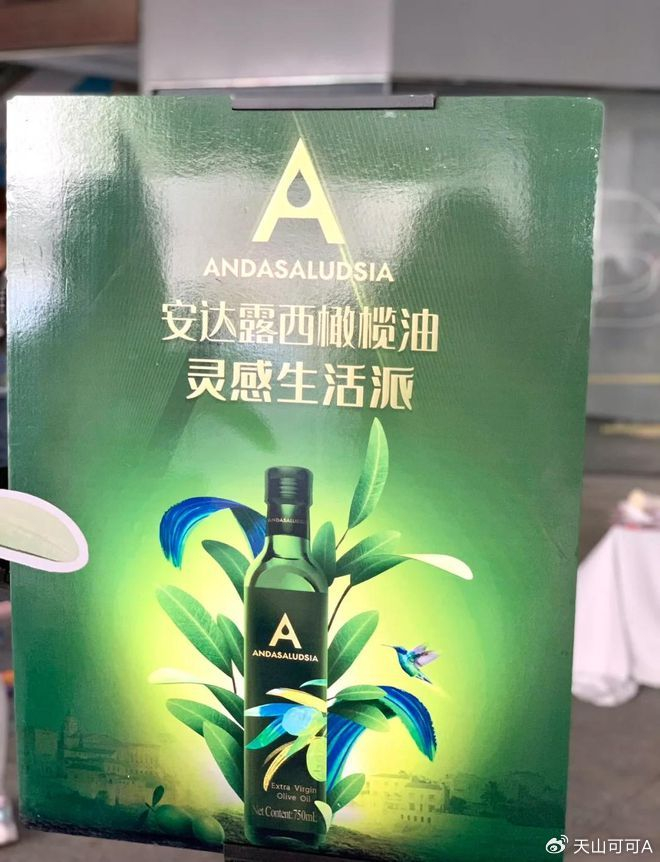 A
ANDASALUDSIA
安达露西橄榄油
灵感生活派
ANDASALUDSIA
A
ANDASALUDSIA
Extra Virgin
Olive Oil
Net Content:750mL
天山可可A